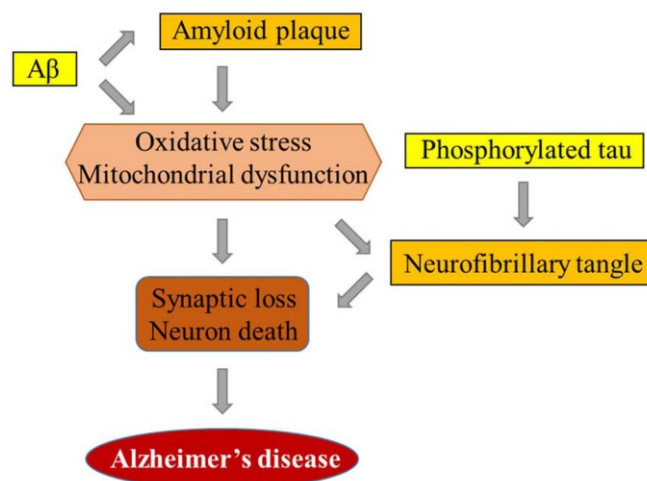 Amyloid plaque
Aβ
Oxidative stress
Mitochondrial dysfunction
Phosphorylated tau
Neurofibrillary tangle
Synaptic loss
Neuron death
Alzheimer’s disease